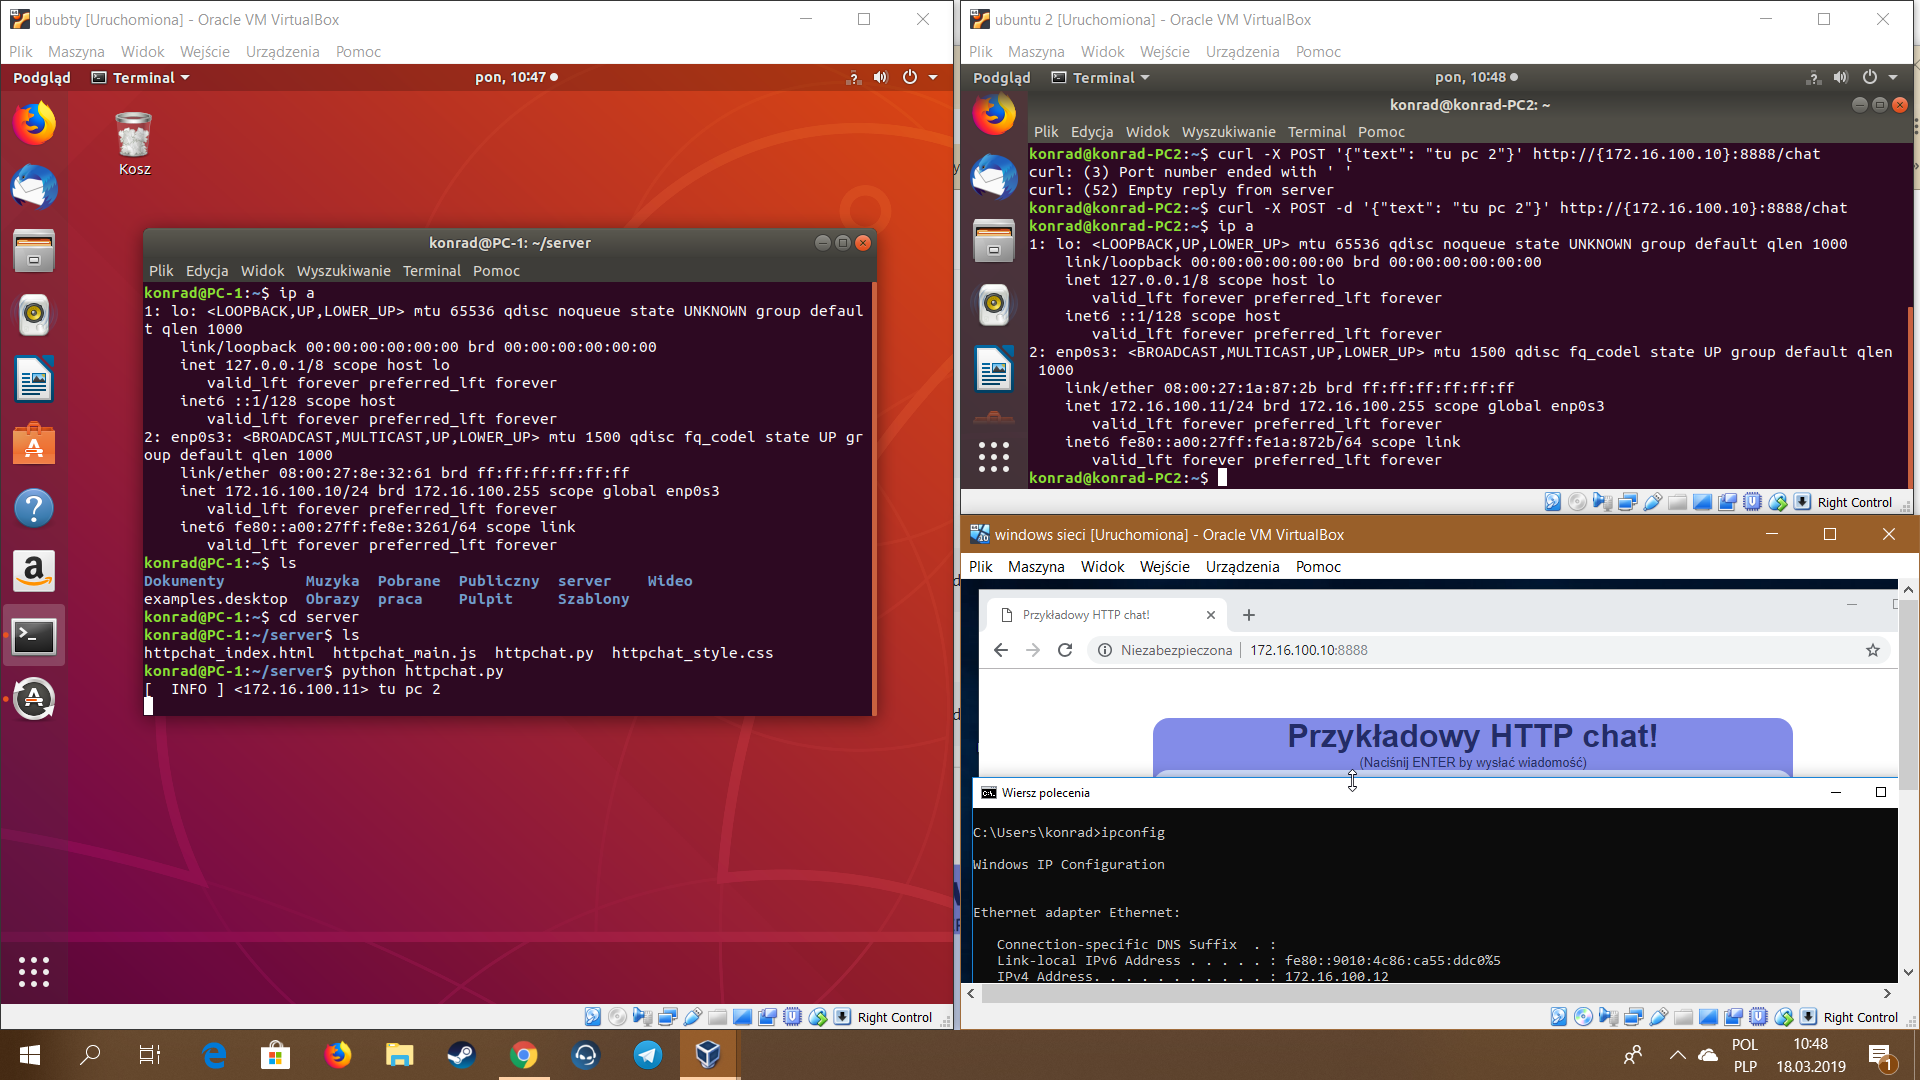 ububty [Uruchomiona] - Oracle VM VirtualBox
Plik Maszyna Widok Wejście Urządzenia Pomoc
Podgląd Terminal pon, 10:47
Kosz
konrad@PC-1: ~/server
Plik Edycja Widok Wyszukiwanie Terminal Pomoc
konrad@PC-1:~$ ip a
1: lo: <LOOPBACK,UP,LOWER_UP> mtu 65536 qdisc noqueue state UNKNOWN group defaul
t qlen 1000
link/loopback 00:00:00:00:00:00 brd 00:00:00:00:00:00
inet 127.0.0.1/8 scope host lo
valid_lft forever preferred_lft forever
inet6 ::1/128 scope host
valid_lft forever preferred_lft forever
2: enp0s3: <BROADCAST,MULTICAST,UP,LOWER_UP> mtu 1500 qdisc fq_codel state UP gr
oup default qlen 1000
link/ether 08:00:27:8e:32:61 brd ff:ff:ff:ff:ff:ff
inet 172.16.100.10/24 brd 172.16.100.255 scope global enp0s3
valid_lft forever preferred_lft forever
inet6 fe80::a00:27ff:fe8e:3261/64 scope link
valid_lft forever preferred_lft forever
konrad@PC-1:~$ ls
Dokumenty Muzyka Pobrane Publiczny server Wideo
examples.desktop Obrazy praca Pulpit Szablony
konrad@PC-1:~$ cd server
konrad@PC-1:~/server$ ls
httpchat_index.html httpchat_main.js httpchat.py httpchat_style.css
konrad@PC-1:~/server$ python httpchat.py
[ INFO ] <172.16.100.11> tu pc 2
Right Control
ubuntu 2 [Uruchomiona] - Oracle VM VirtualBox
Plik Maszyna Widok Wejście Urządzenia Pomoc
Podgląd Terminal pon, 10:48
konrad@konrad-PC2: ~
Plik Edycja Widok Wyszukiwanie Terminal Pomoc
konrad@konrad-PC2:~$ curl -X POST '{"text": "tu pc 2"}' http://{172.16.100.10}:8888/chat
curl: (3) Port number ended with ' '
curl: (52) Empty reply from server
konrad@konrad-PC2:~$ curl -X POST -d '{"text": "tu pc 2"}' http://{172.16.100.10}:8888/chat
konrad@konrad-PC2:~$ ip a
1: lo: <LOOPBACK,UP,LOWER_UP> mtu 65536 qdisc noqueue state UNKNOWN group default qlen 1000
link/loopback 00:00:00:00:00:00 brd 00:00:00:00:00:00
inet 127.0.0.1/8 scope host lo
valid_lft forever preferred_lft forever
inet6 ::1/128 scope host
valid_lft forever preferred_lft forever
2: enp0s3: <BROADCAST,MULTICAST,UP,LOWER_UP> mtu 1500 qdisc fq_codel state UP group default qlen
1000
link/ether 08:00:27:1a:87:2b brd ff:ff:ff:ff:ff:ff
inet 172.16.100.11/24 brd 172.16.100.255 scope global enp0s3
valid_lft forever preferred_lft forever
inet6 fe80::a00:27ff:fe1a:872b/64 scope link
valid_lft forever preferred_lft forever
konrad@konrad-PC2:~$
Right Control
windows sieci [Uruchomiona] - Oracle VM VirtualBox
Plik Maszyna Widok Wejście Urządzenia Pomoc
Przykładowy HTTP chat!
Niezabezpieczona 172.16.100.10:8888
Przykładowy HTTP chat!
(Naciśnij ENTER by wysłać wiadomość)
Wiersz polecenia
C:\Users\konrad>ipconfig
Windows IP Configuration
Ethernet adapter Ethernet:
Connection-specific DNS Suffix . :
Link-local IPv6 Address . . . . . : fe80::9010:4c86:ca55:ddc0%5
IPv4 Address. . . . . . . . . . . : 172.16.100.12
Right Control
POL 10:48
PLP 18.03.2019
1